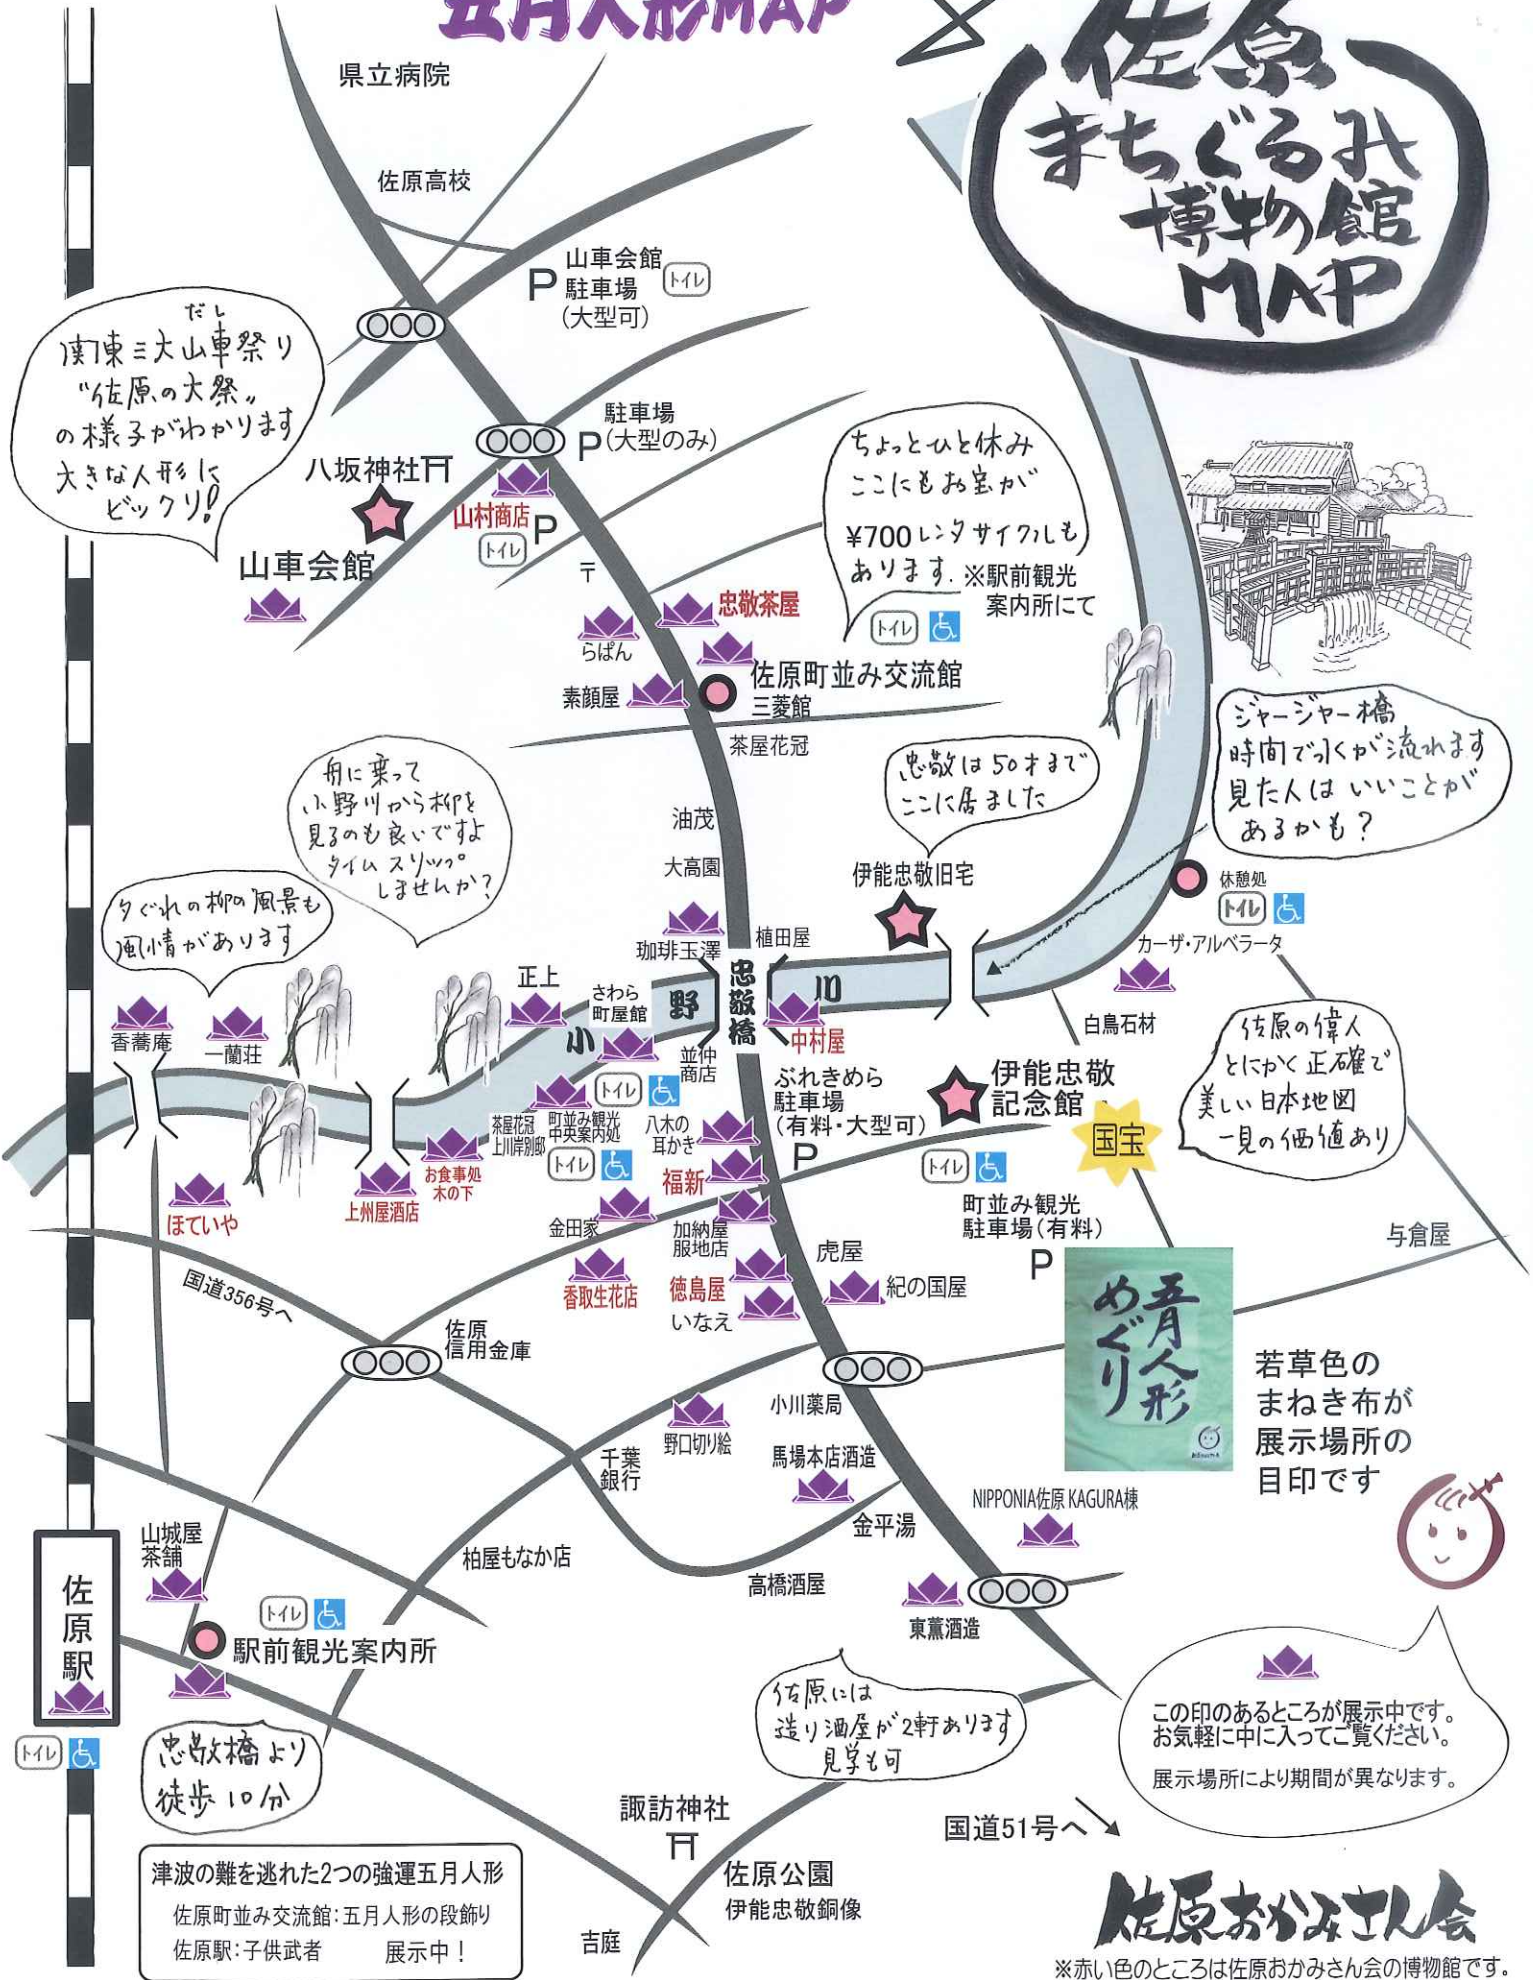 五月人形MAP
佐原
まちぐるみ
博物館
MAP
県立病院
佐原高校
P
山車会館
駐車場
(大型可)
トイレ
だし
関東三大山車祭り
"佐原の大祭"
の様子がわかります
大きな人形に
ビックリ!
駐車場
P(大型のみ)
八坂神社
山村商店
P
トイレ
山車会館
〒
ちょっとひと休み
ここにもお宝が
¥700レンタサイクルも
あります.
※駅前観光
案内所にて
トイレ
忠敬茶屋
らぱん
佐原町並み交流館
三菱館
素顔屋
茶屋花冠
ジャージャー橋
時間で水が流れます
見た人はいいことが
あるかも?
忠敬は50才まで
ここに居ました
舟に乗って
小野川から柳を
見るのも良いですよ
タイムスリップ
しませんか?
油茂
大高園
伊能忠敬旧宅
休憩処
トイレ
カーザ・アルベラータ
夕ぐれの柳の風景も
風情があります
珈琲玉澤
植田屋
正上
さわら
町屋館
小
野
川
忠敬橋
中村屋
香蕎庵
一蘭荘
並仲
商店
白鳥石材
佐原の偉人
とにかく正確で
美しい日本地図
一見の価値あり
ぶれきめら
駐車場
(有料・大型可)
P
伊能忠敬
記念館
国宝
トイレ
茶屋花冠
上川岸別邸
町並み観光
中央案内処
トイレ
八木の
耳かき
福新
トイレ
町並み観光
駐車場(有料)
P
お食事処
木の下
上州屋酒店
ほていや
金田家
加納屋
服地店
虎屋
与倉屋
国道356号へ
香取生花店
徳島屋
いなえ
紀の国屋
佐原
信用金庫
五月人形
めぐり
若草色の
まねき布が
展示場所の
目印です
小川薬局
野口切り絵
千葉
銀行
馬場本店酒造
NIPPONIA佐原 KAGURA棟
金平湯
山城屋
茶舗
柏屋もなか店
高橋酒屋
東薫酒造
佐原駅
トイレ
駅前観光案内所
トイレ
忠敬橋より
徒歩10分
佐原には
造り酒屋が2軒あります
見学も可
この印のあるところが展示中です。
お気軽に中に入ってご覧ください。
展示場所により期間が異なります。
諏訪神社
国道51号へ
佐原公園
伊能忠敬銅像
吉庭
津波の難を逃れた2つの強運五月人形
佐原町並み交流館:五月人形の段飾り
佐原駅:子供武者 展示中!
佐原おかみさん会
※赤い色のところは佐原おかみさん会の博物館です。